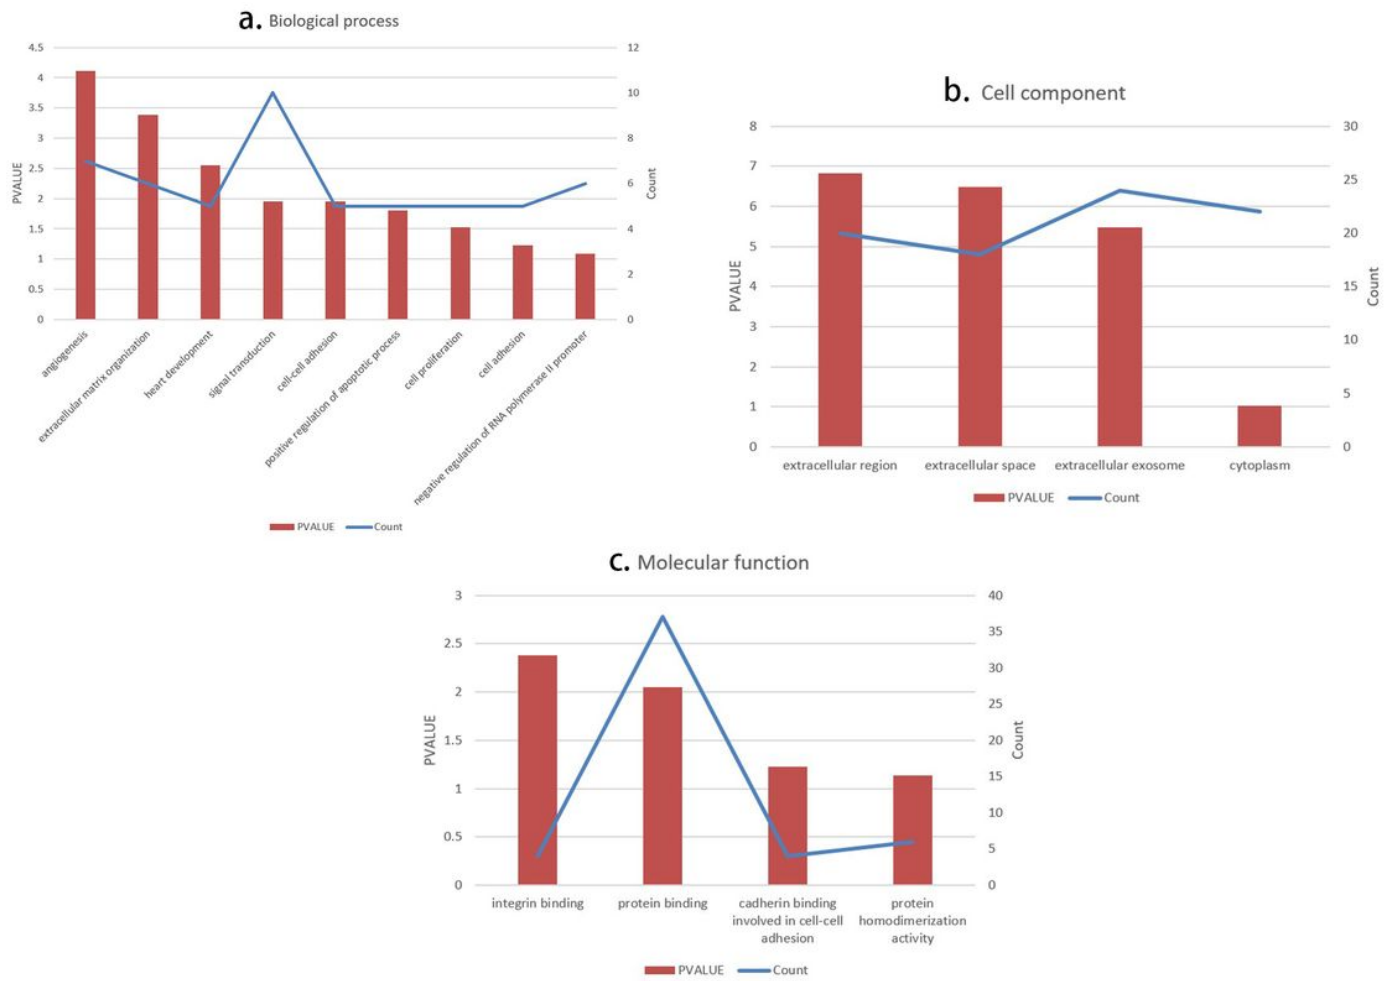 a. Biological process
4.5
4
3.5
3
2.5
2
1.5
1
0.5
0
PVALUE
12
10
8
6
4
2
0
Count
angiogenesis
extracellular matrix organization
heart development
signal transduction
cell-cell adhesion
positive regulation of apoptotic process
cell proliferation
cell adhesion
negative regulation of RNA polymerase II promoter
PVALUE Count
b. Cell component
8
7
6
5
4
3
2
1
0
PVALUE
30
25
20
15
10
5
0
Count
extracellular region extracellular space extracellular exosome cytoplasm
PVALUE Count
c. Molecular function
3
2.5
2
1.5
1
0.5
0
PVALUE
40
35
30
25
20
15
10
5
0
Count
integrin binding
protein binding
cadherin binding
involved in cell-cell
adhesion
protein
homodimerization
activity
PVALUE Count